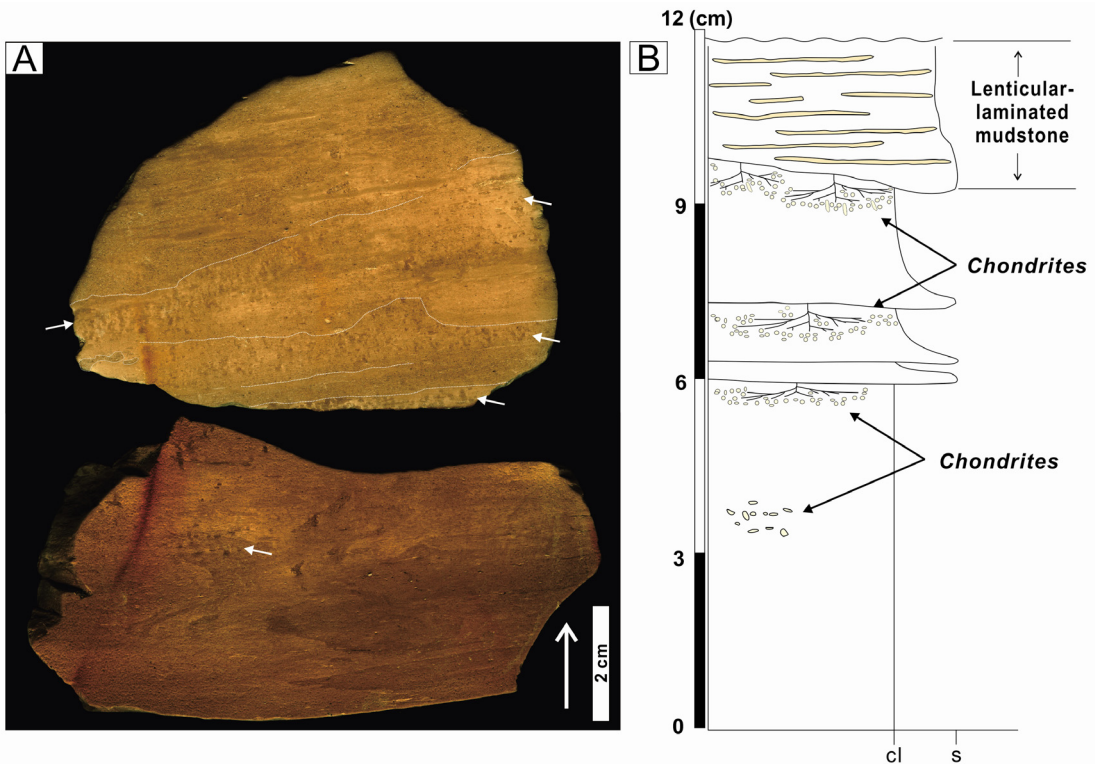 A
2 cm
B
12 (cm)
9
6
3
0
Lenticular-
laminated
mudstone
Chondrites
Chondrites
cl
s